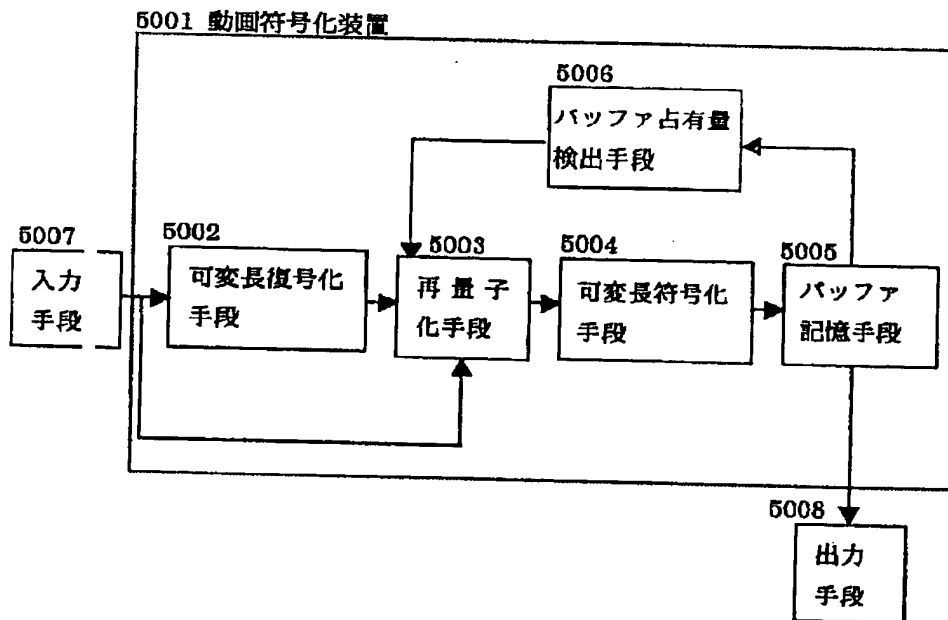 5001 動画符号化装置
5006
バッファ占有量
検出手段
5007
入力
手段
5002
可変長復号化
手段
5003
再量子
化手段
5004
可変長符号化
手段
5005
バッファ
記憶手段
5008
出力
手段